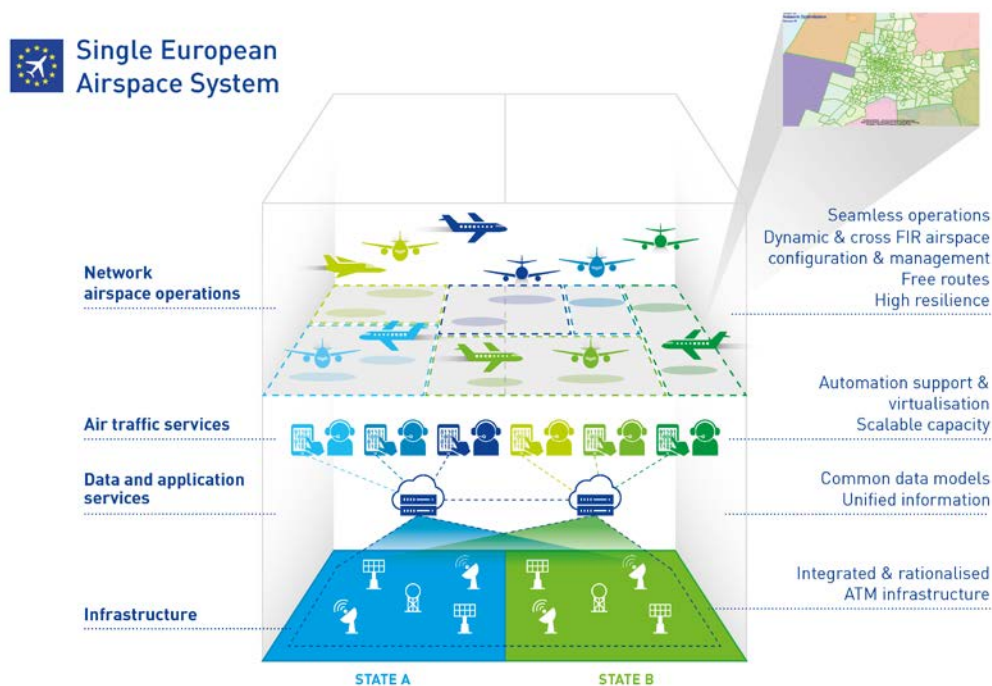 Single European
Airspace System
Network
airspace operations
Seamless operations
Dynamic & cross FIR airspace
configuration & management
Free routes
High resilience
Air traffic services
Automation support &
virtualisation
Scalable capacity
Data and application
services
Common data models
Unified information
Infrastructure
Integrated & rationalised
ATM infrastructure
STATE A
STATE B